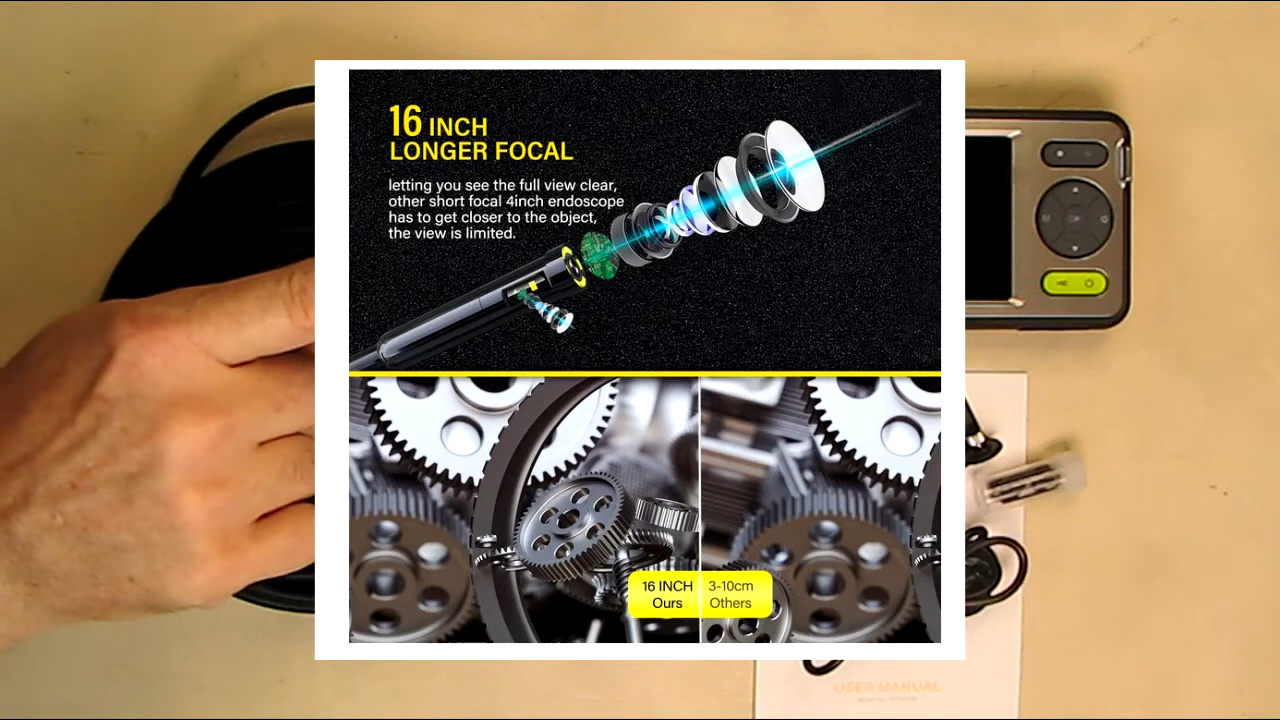 16 INCH
LONGER FOCAL
letting you see the full view clear,
other short focal 4inch endoscope
has to get closer to the object,
the view is limited.
16 INCH
Ours
3-10cm
Others
USER MANUAL